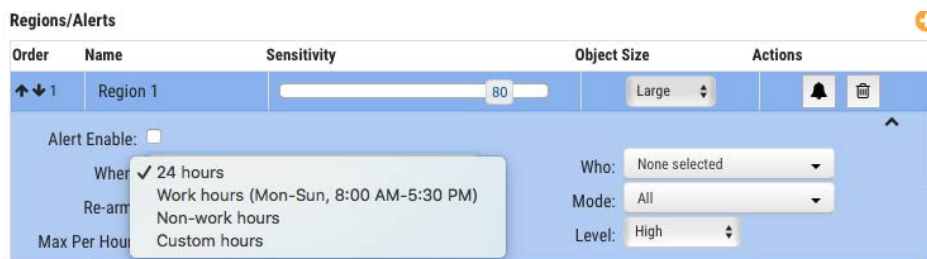 Regions/Alerts
Order Name Sensitivity Object Size Actions
1 Region 1 80 Large
Alert Enable:
When 24 hours Who: None selected
Work hours (Mon-Sun, 8:00 AM-5:30 PM)
Re-arm Non-work hours Mode: All
Max Per Hour Custom hours Level: High